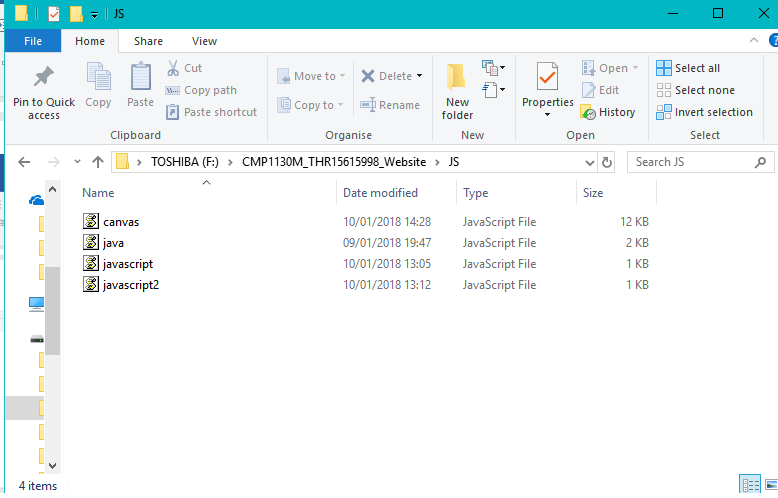 JS
File Home Share View
Pin to Quick access
Copy
Paste
Cut
Copy path
Paste shortcut
Clipboard
Move to
Copy to
Delete
Rename
Organise
New folder
New
Properties
Open
Edit
History
Open
Select all
Select none
Invert selection
Select
TOSHIBA (F:) > CMP1130M_THR15615998_Website > JS
Search JS
Name Date modified Type Size
canvas 10/01/2018 14:28 JavaScript File 12 KB
java 09/01/2018 19:47 JavaScript File 2 KB
javascript 10/01/2018 13:05 JavaScript File 1 KB
javascript2 10/01/2018 13:12 JavaScript File 1 KB
4 items